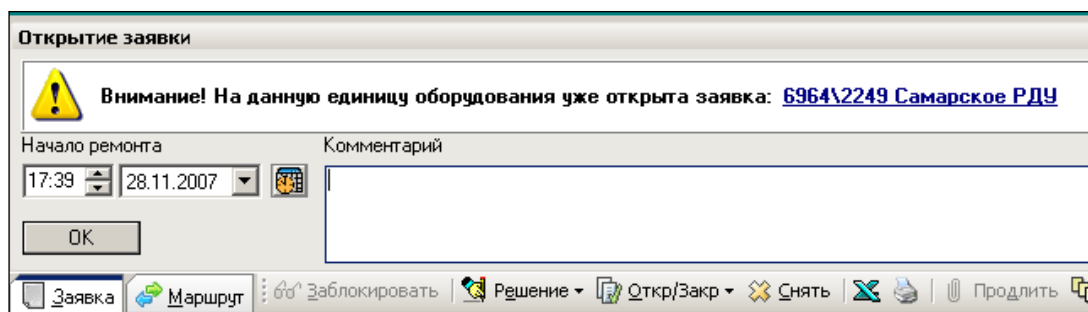 Открытие заявки
Внимание! На данную единицу оборудования уже открыта заявка: 6964\2249 Самарское РДУ
Начало ремонта Комментарий
17:39 28.11.2007
OK
Заявка Маршрут Заблокировать Решение Откр/Закр Снять Продлить